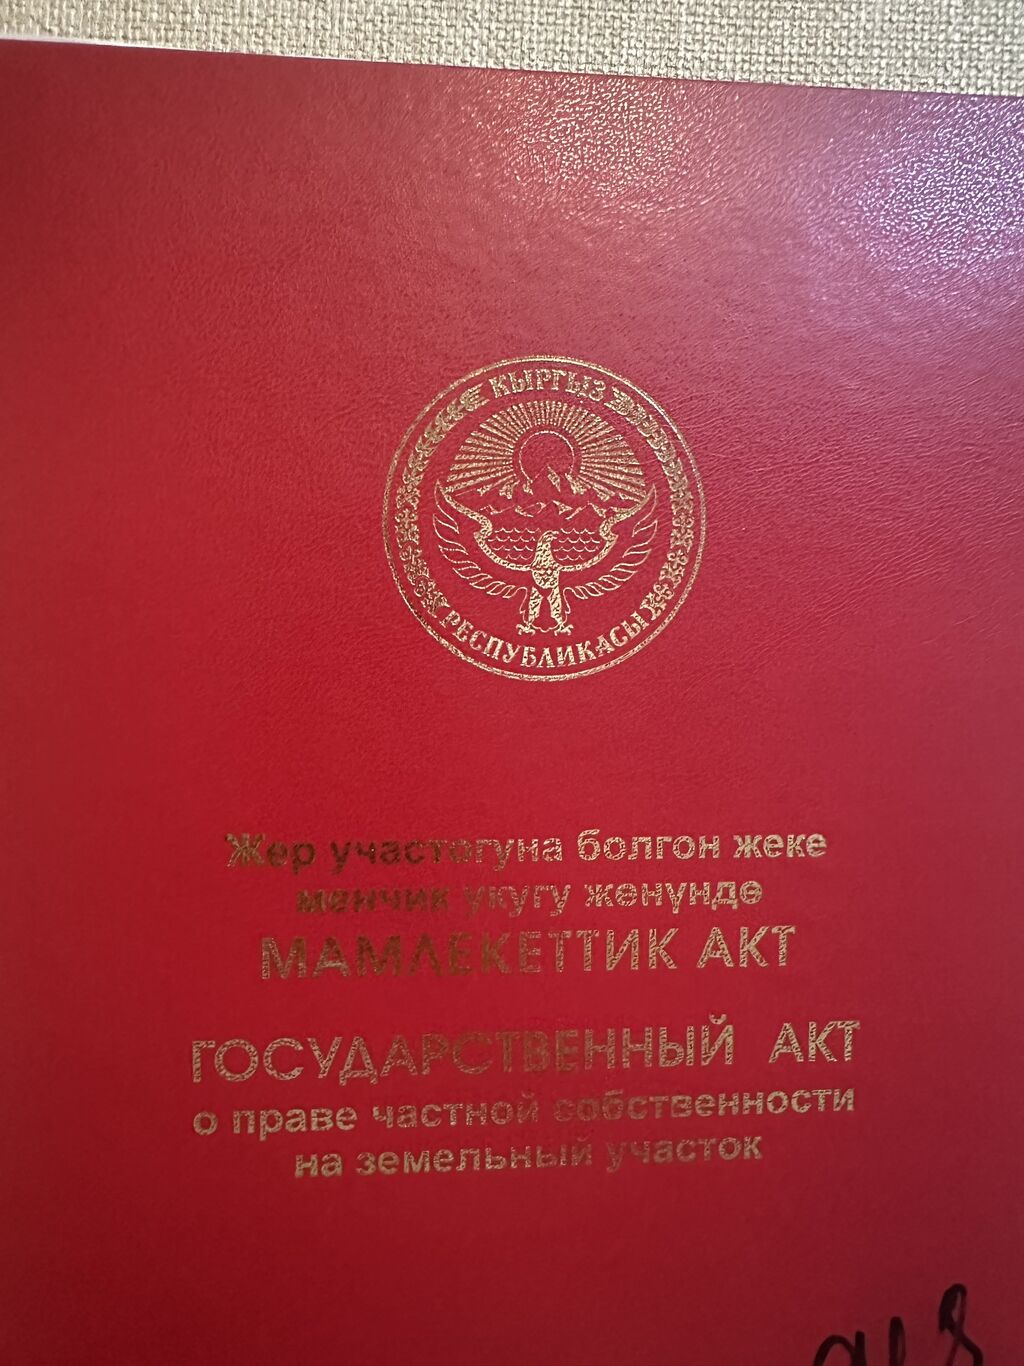 КЫРГЫЗ
РЕСПУБЛИКАСЫ
Жер участогуна болгон жеке
менчик укугу жөнүндө
МАМЛЕКЕТТИК АКТ
ГОСУДАРСТВЕННЫЙ АКТ
о праве частной собственности
на земельный участок